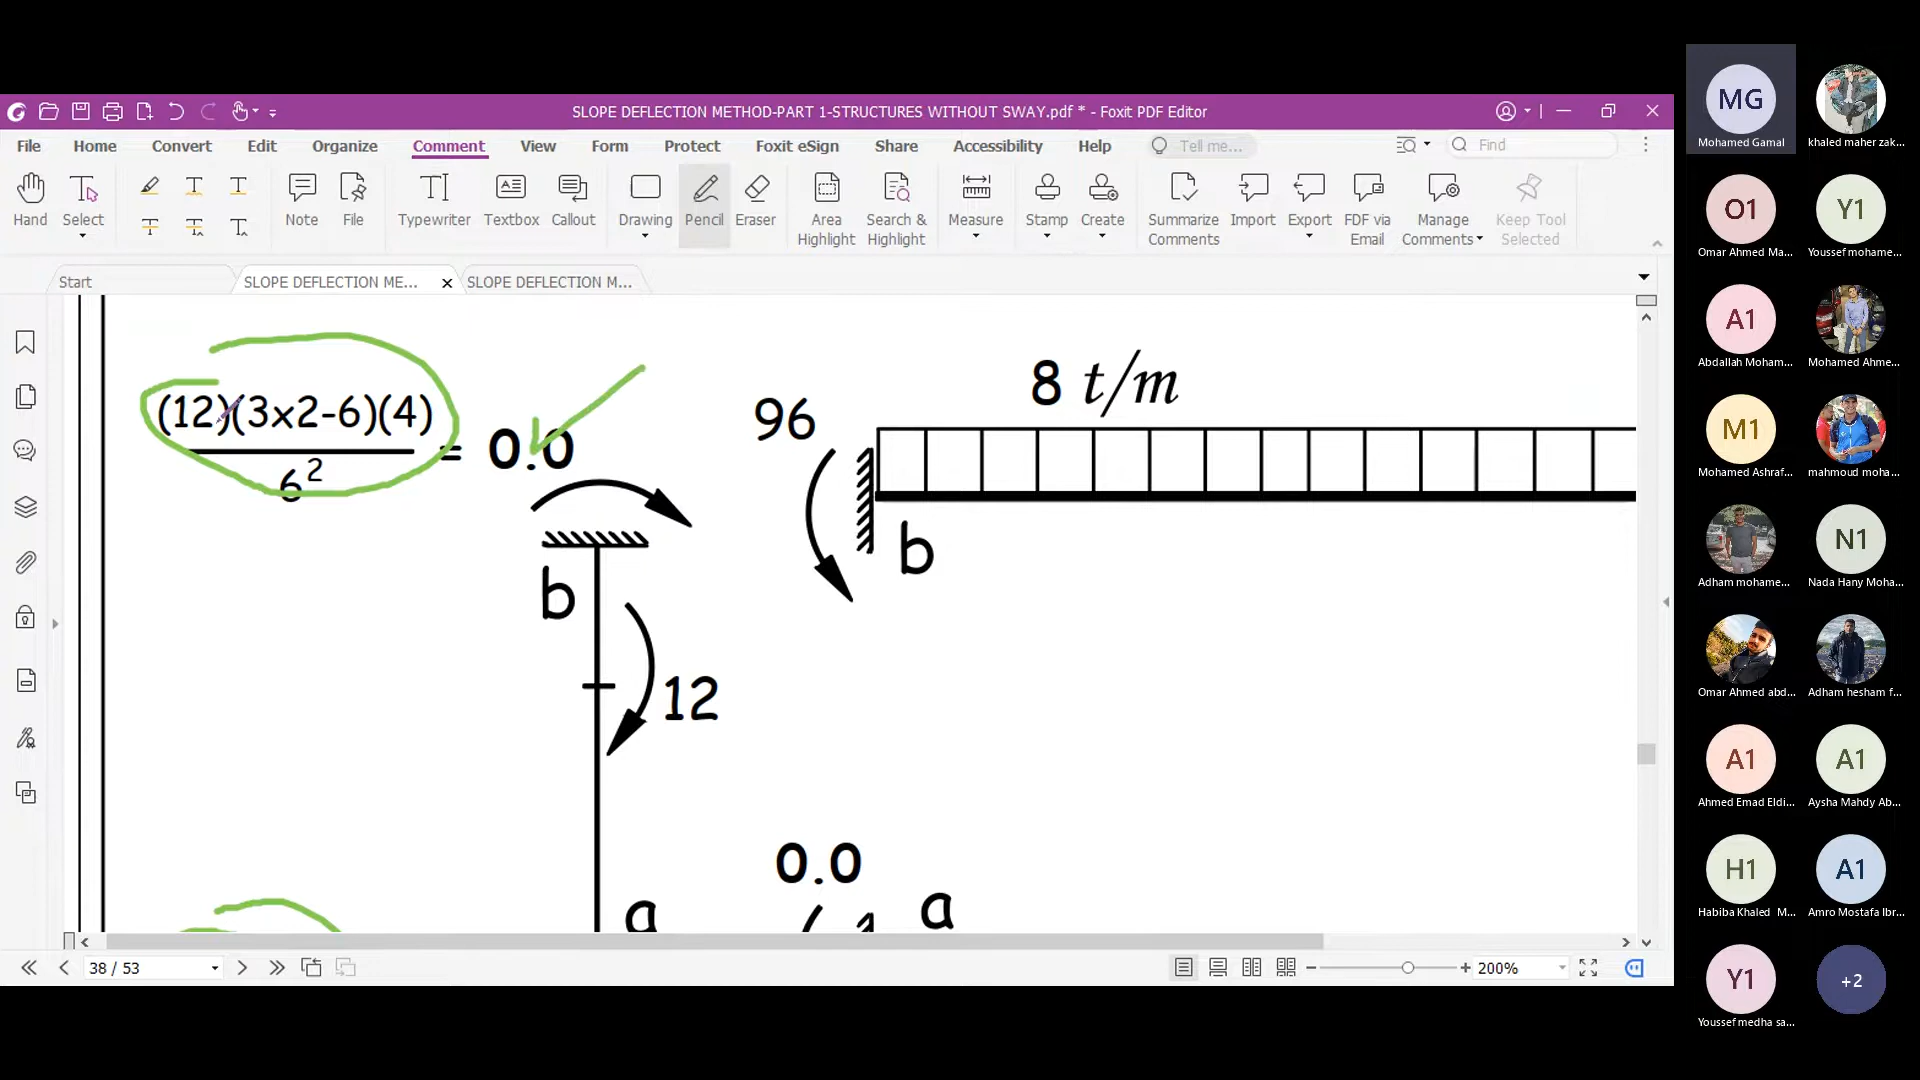 SLOPE DEFLECTION METHOD-PART 1-STRUCTURES WITHOUT SWAY.pdf * - Foxit PDF Editor
File Home Convert Edit Organize Comment View Form Protect Foxit eSign Share Accessibility Help Tell me... Find
Hand Select Note File Typewriter Textbox Callout Drawing Pencil Eraser Area Highlight Search & Highlight Measure Stamp Create Summarize Comments Import Export FDF via Email Manage Comments Keep Tool Selected
Start SLOPE DEFLECTION ME... SLOPE DEFLECTION M...
(12)(3x2-6)(4)
6²
= 0.0
b
12
a
96
8 t/m
b
0.0
a
38 / 53
200%
MG
Mohamed Gamal
khaled maher zak...
O1
Omar Ahmed Ma...
Y1
Youssef mohame...
A1
Abdallah Moham...
Mohamed Ahme...
M1
Mohamed Ashraf...
mahmoud moha...
Adham mohame...
N1
Nada Hany Moha...
Omar Ahmed abd...
Adham hesham f...
A1
Ahmed Emad Eldi...
A1
Aysha Mahdy Ab...
H1
Habiba Khaled M...
A1
Amro Mostafa Ibr...
Y1
Youssef medha sa...
+2